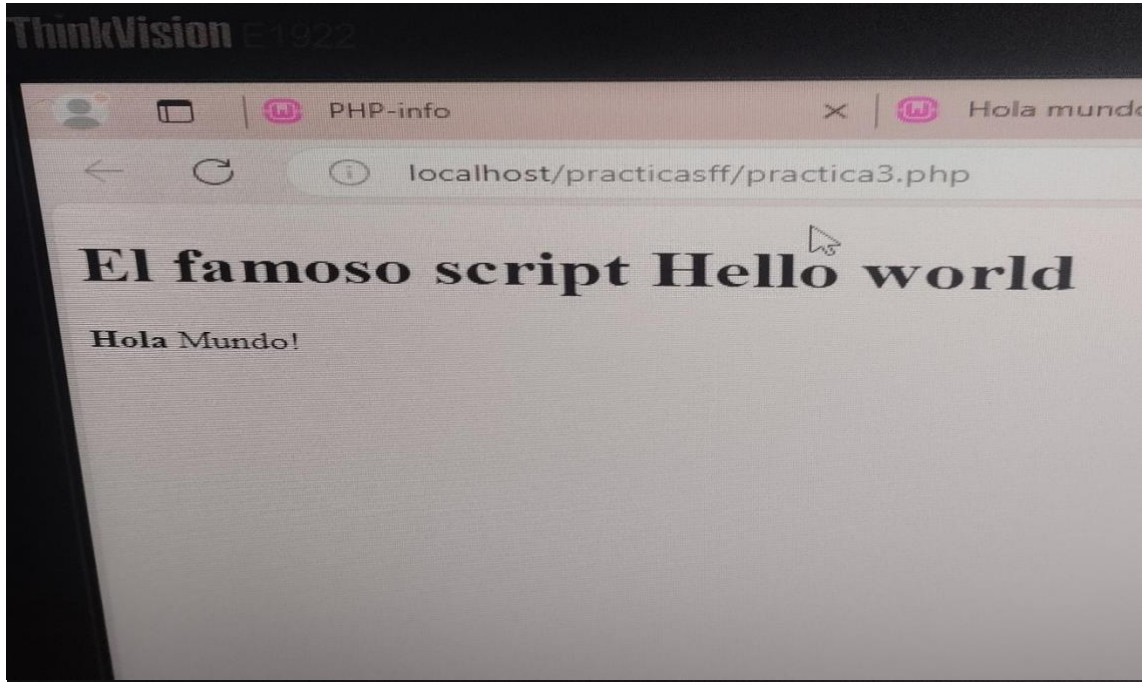 ThinkVision E1922
PHP-info
Hola mundo
localhost/practicasff/practica3.php
El famoso script Hello world
Hola Mundo!